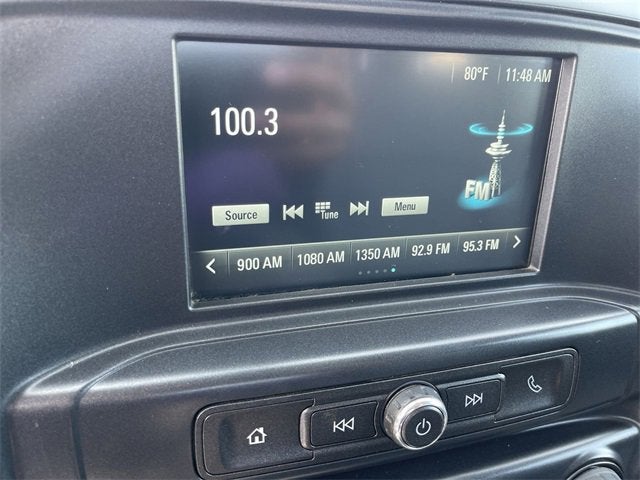 80°F 11:48 AM
100.3
FM
Source Tune Menu
900 AM 1080 AM 1350 AM 92.9 FM 95.3 FM